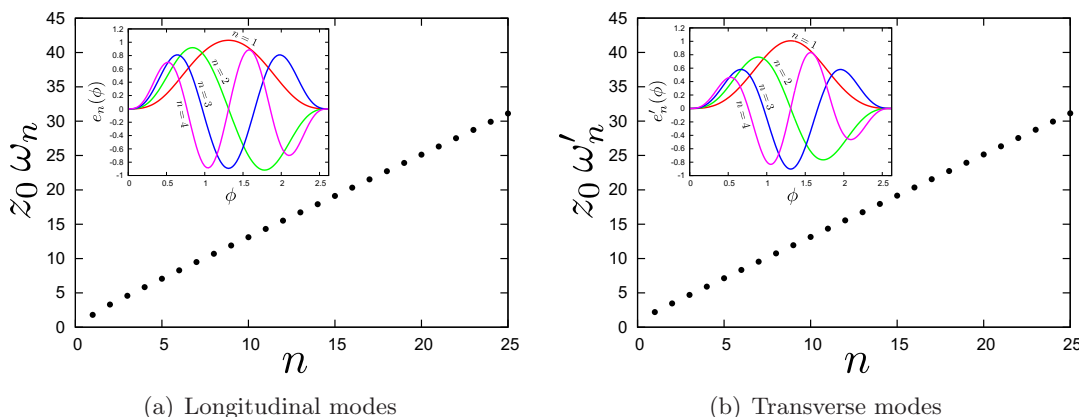 45
40
35
30
25
20
15
10
5
0
z₀ ωₙ
0 5 10 15 20 25
n
1.2
1
0.8
0.6
0.4
0.2
0
-0.2
-0.4
-0.6
-0.8
-1
eₙ(ϕ)
0 0.5 1 1.5 2 2.5
ϕ
n = 1
n = 2
n = 3
n = 4
(a) Longitudinal modes
45
40
35
30
25
20
15
10
5
0
z₀ ω′ₙ
0 5 10 15 20 25
n
1.2
1
0.8
0.6
0.4
0.2
0
-0.2
-0.4
-0.6
-0.8
-1
e′ₙ(ϕ)
0 0.5 1 1.5 2 2.5
ϕ
n = 1
n = 2
n = 3
n = 4
(b) Transverse modes